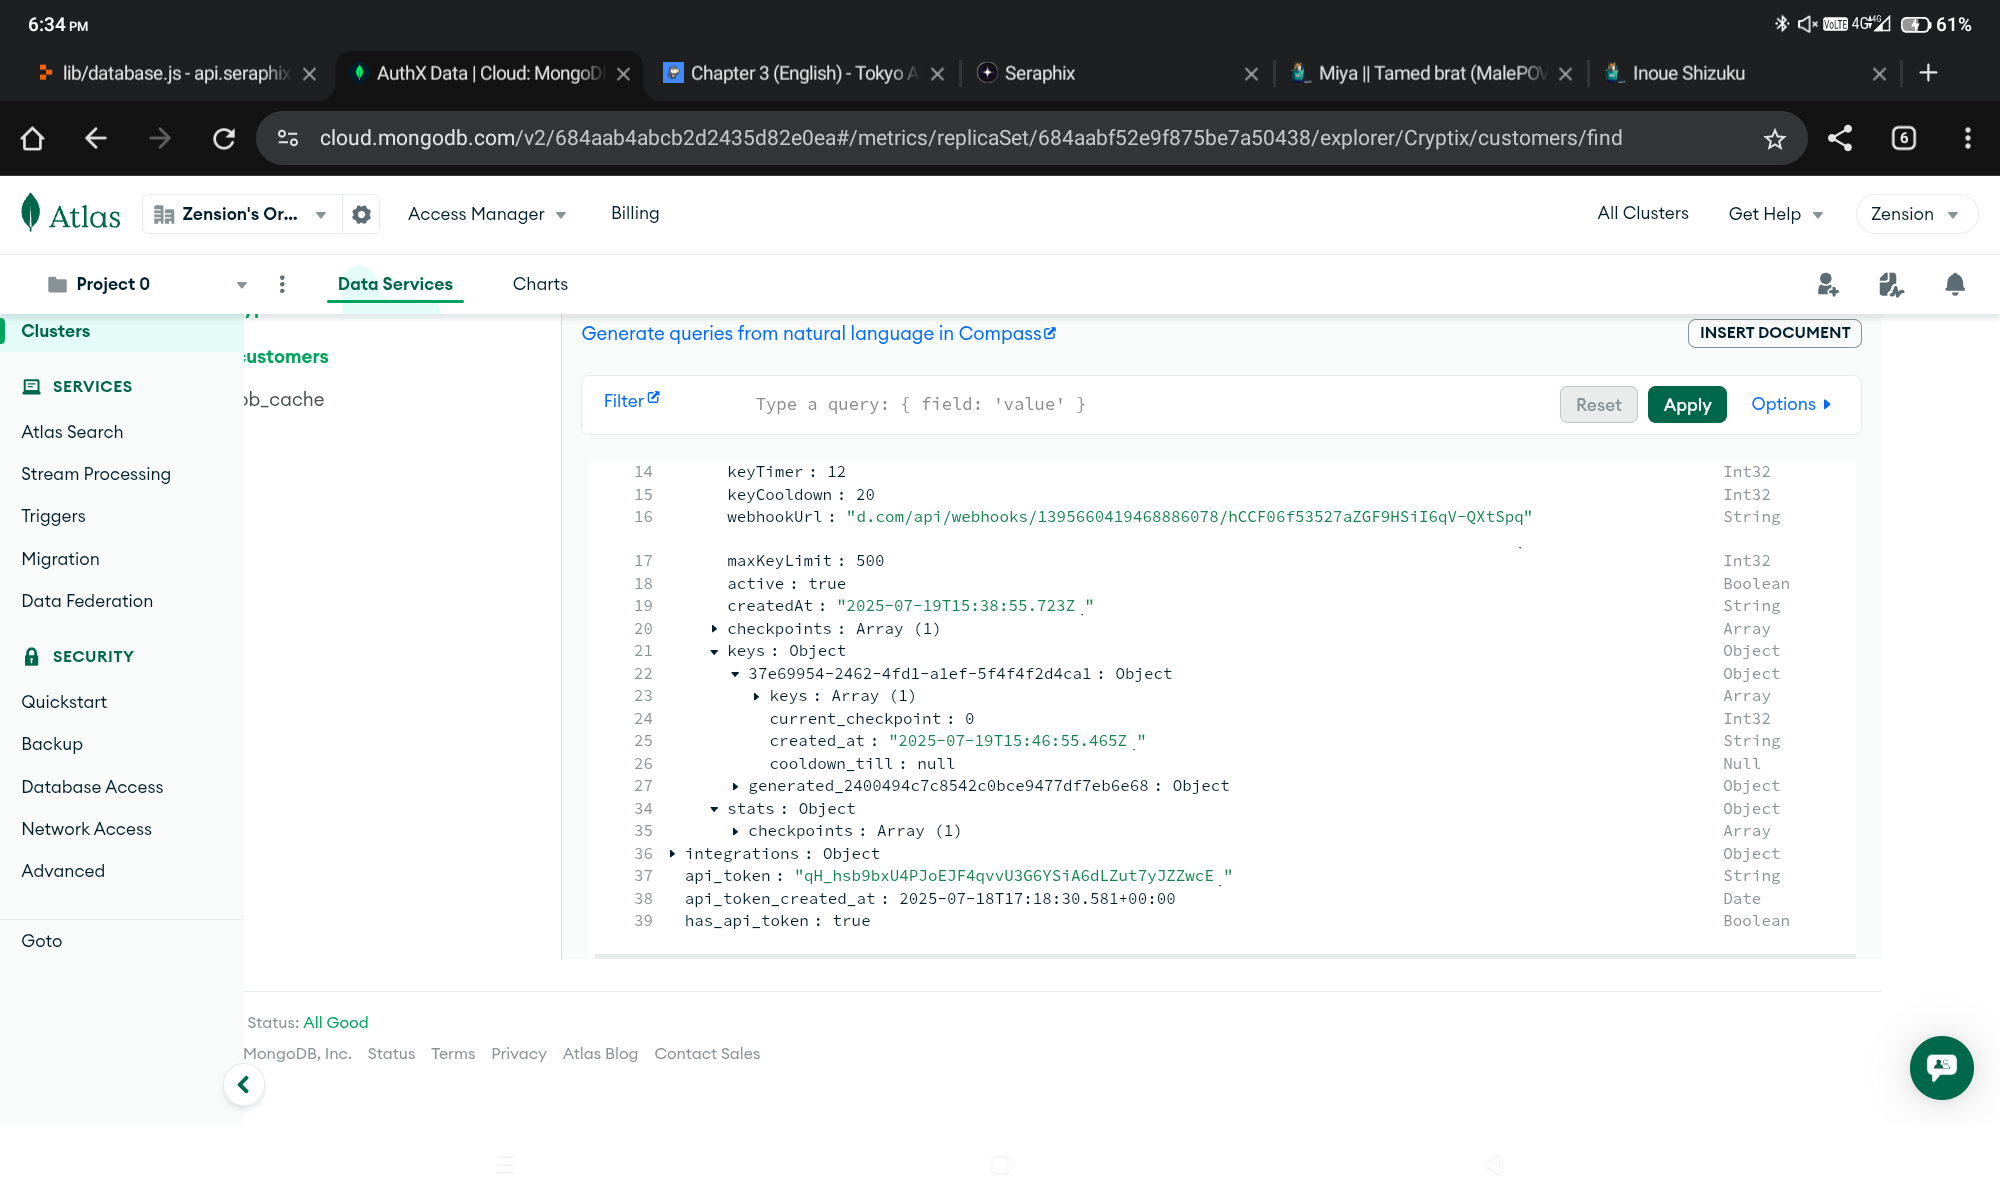 6:34 PM
VoLTE 4G 4G 61%
lib/database.js - api.seraphix
AuthX Data | Cloud: MongoDB
Chapter 3 (English) - Tokyo A
Seraphix
Miya || Tamed brat (MalePOV
Inoue Shizuku
cloud.mongodb.com/v2/684aab4abcb2d2435d82e0ea#/metrics/replicaSet/684aabf52e9f875be7a50438/explorer/Cryptix/customers/find
6
Atlas
Zension's Or...
Access Manager
Billing
All Clusters
Get Help
Zension
Project 0
Data Services
Charts
Clusters
SERVICES
Atlas Search
Stream Processing
Triggers
Migration
Data Federation
SECURITY
Quickstart
Backup
Database Access
Network Access
Advanced
Goto
customers
ob_cache
Generate queries from natural language in Compass
INSERT DOCUMENT
Filter
Type a query: { field: 'value' }
Reset
Apply
Options
14 keyTimer : 12 Int32
15 keyCooldown : 20 Int32
16 webhookUrl : "d.com/api/webhooks/1395660419468886078/hCCF06f53527aZGF9HSiI6qV-QXtSpq" String
17 maxKeyLimit : 500 Int32
18 active : true Boolean
19 createdAt : "2025-07-19T15:38:55.723Z" String
20 checkpoints : Array (1) Array
21 keys : Object Object
22 37e69954-2462-4fd1-a1ef-5f4f4f2d4ca1 : Object Object
23 keys : Array (1) Array
24 current_checkpoint : 0 Int32
25 created_at : "2025-07-19T15:46:55.465Z" String
26 cooldown_till : null Null
27 generated_2400494c7c8542c0bce9477df7eb6e68 : Object Object
34 stats : Object Object
35 checkpoints : Array (1) Array
36 integrations : Object Object
37 api_token : "qH_hsb9bxU4PJoEJF4qvvU3G6YSiA6dLZut7yJZZwcE" String
38 api_token_created_at : 2025-07-18T17:18:30.581+00:00 Date
39 has_api_token : true Boolean
Status: All Good
MongoDB, Inc. Status Terms Privacy Atlas Blog Contact Sales